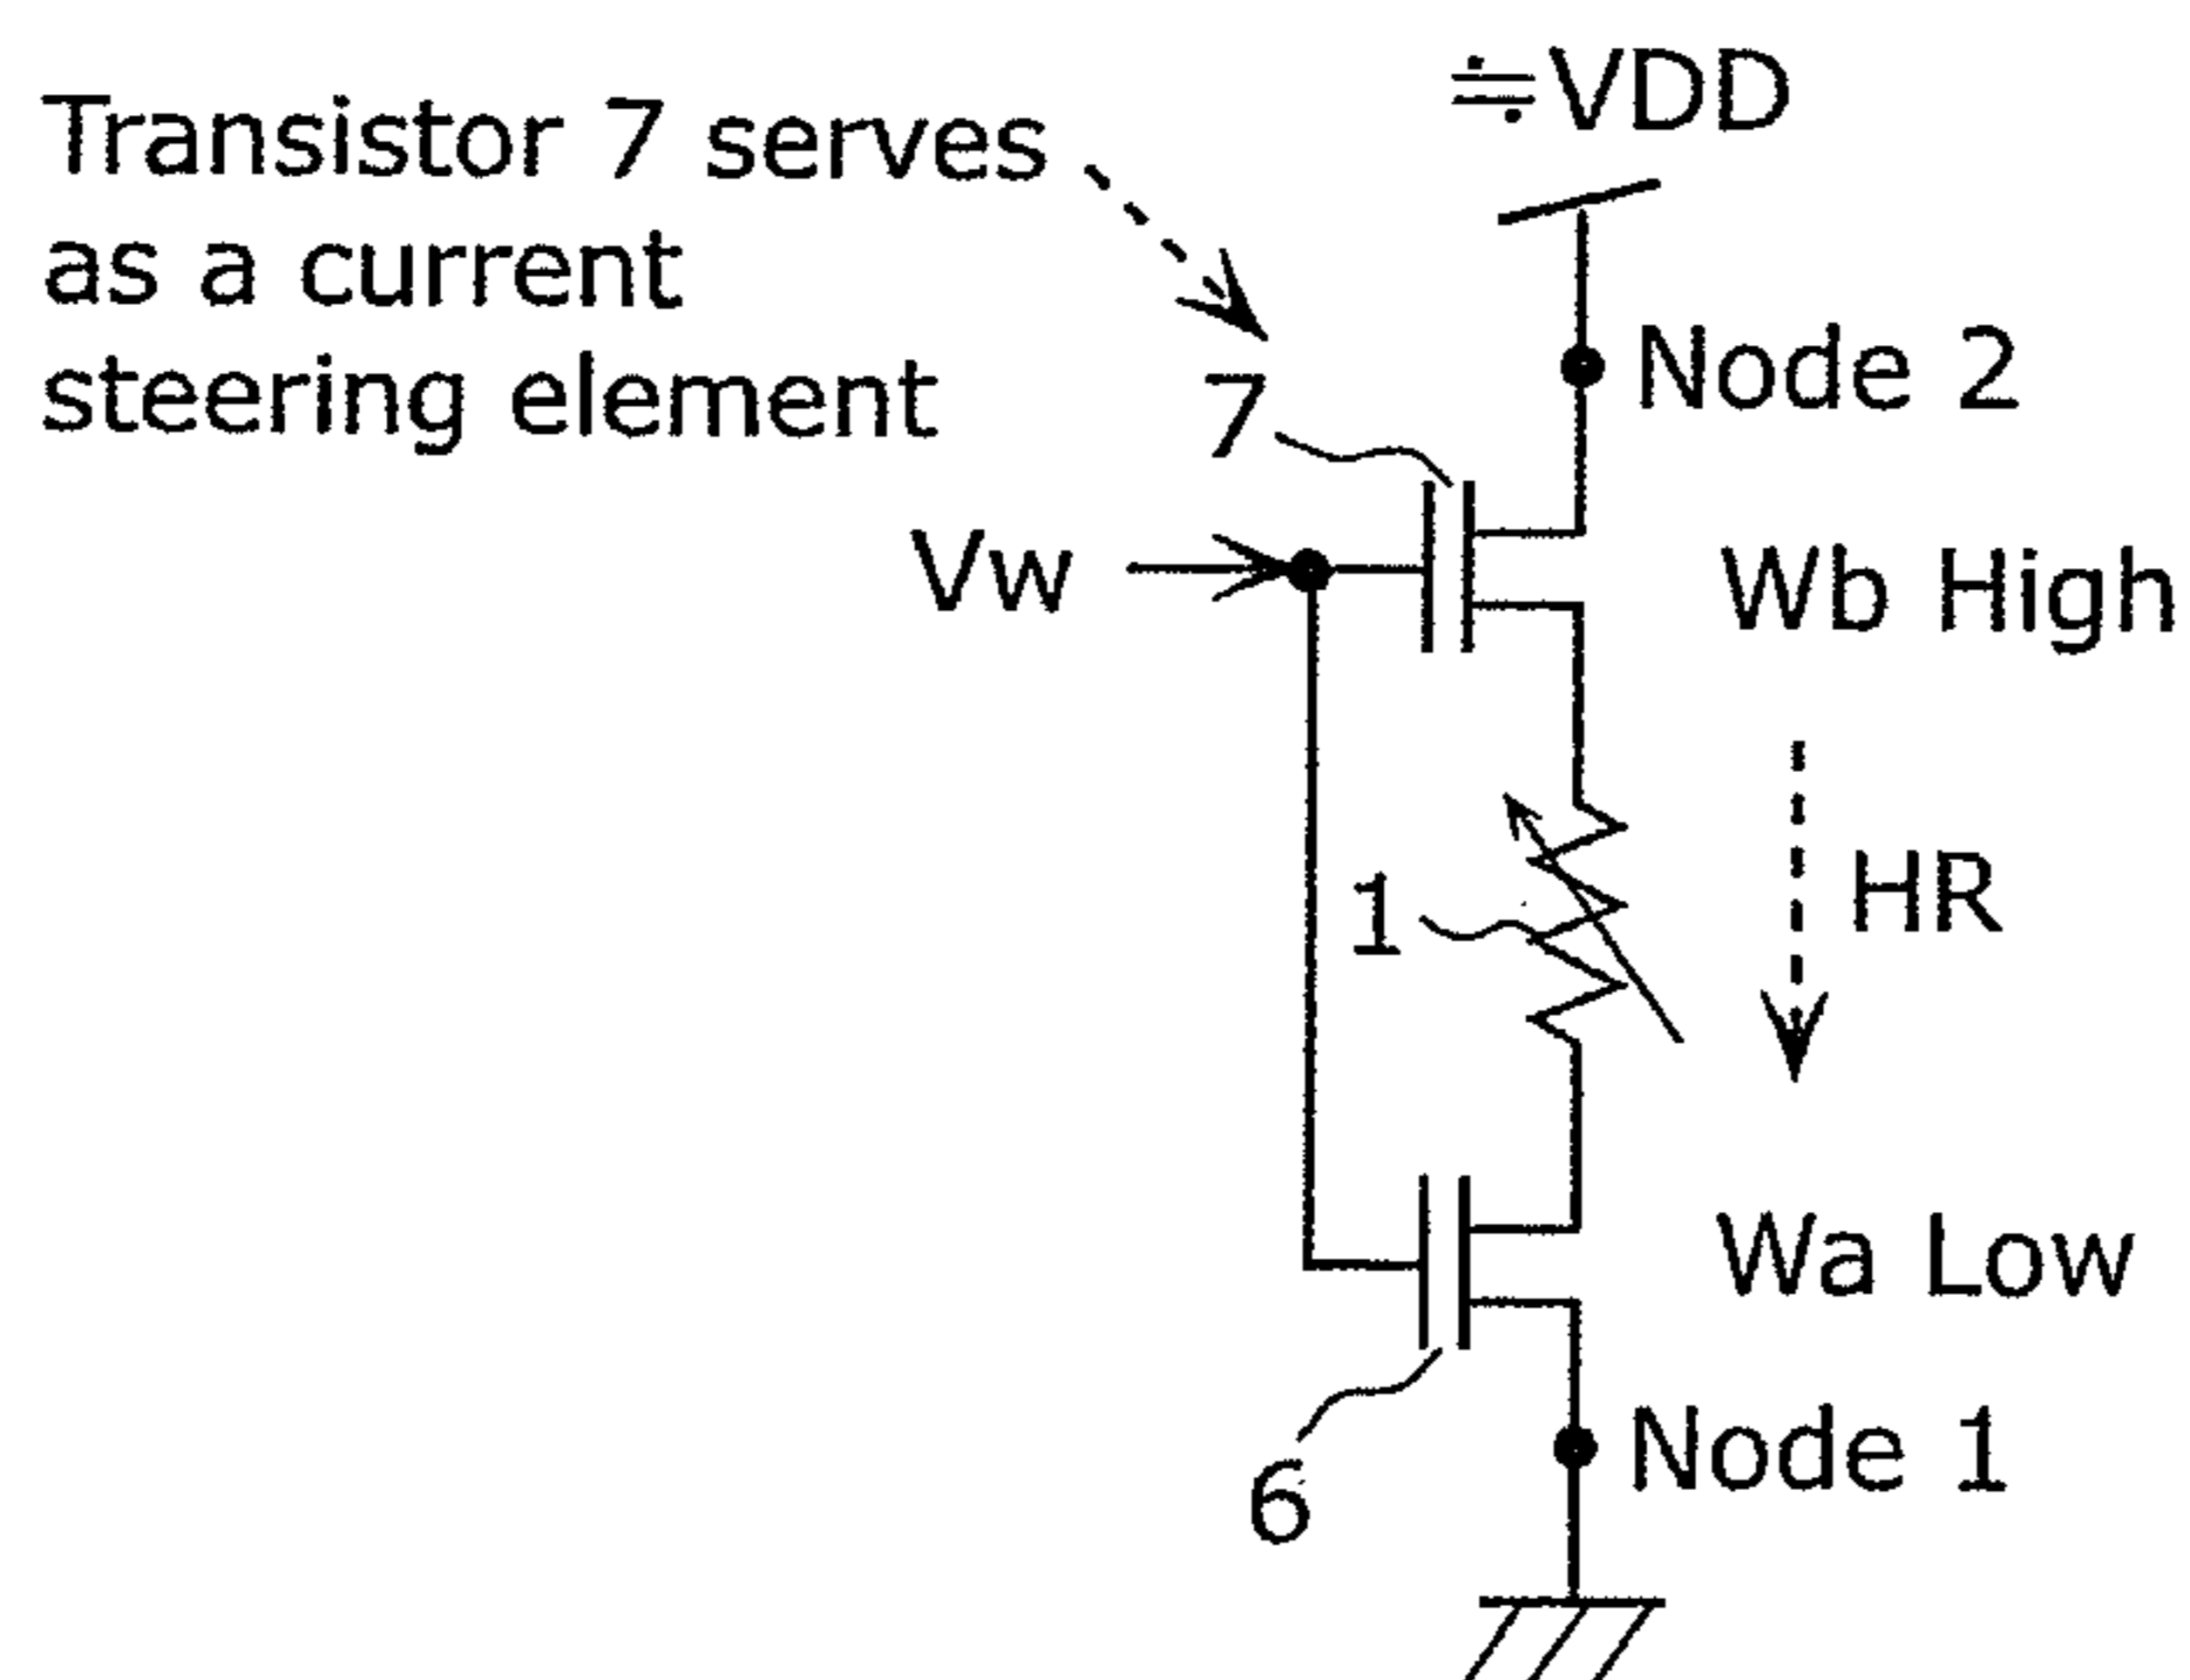 ≒VDD
Transistor 7 serves
as a current
steering element
Node 2
7
Vw
Wb High
1
HR
Wa Low
6
Node 1